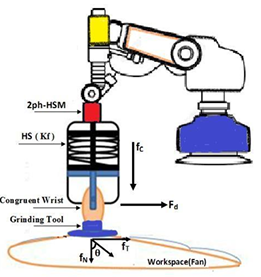 2ph-HSM
HS ( Kf )
fC
Congruent Wrist
Fd
Grinding Tool
fN
θ
fT
Workspace(Fan)